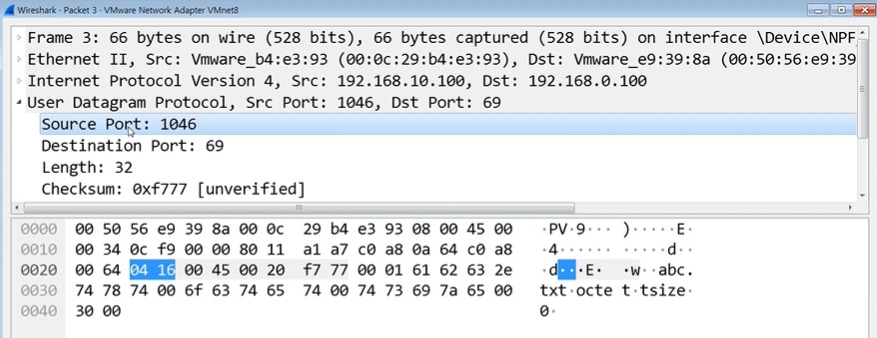 Wireshark · Packet 3 · VMware Network Adapter VMnet8
Frame 3: 66 bytes on wire (528 bits), 66 bytes captured (528 bits) on interface \Device\NPF
Ethernet II, Src: Vmware_b4:e3:93 (00:0c:29:b4:e3:93), Dst: Vmware_e9:39:8a (00:50:56:e9:39
Internet Protocol Version 4, Src: 192.168.10.100, Dst: 192.168.0.100
User Datagram Protocol, Src Port: 1046, Dst Port: 69
Source Port: 1046
Destination Port: 69
Length: 32
Checksum: 0xf777 [unverified]
0000 00 50 56 e9 39 8a 00 0c 29 b4 e3 93 08 00 45 00 ·PV·9··· )·····E·
0010 00 34 0c f9 00 00 80 11 a1 a7 c0 a8 0a 64 c0 a8 ·4······ ·····d··
0020 00 64 04 16 00 45 00 20 f7 77 00 01 61 62 63 2e ·d···E· ·w··abc.
0030 74 78 74 00 6f 63 74 65 74 00 74 73 69 7a 65 00 txt·octe t·tsize·
0040 30 00 0·